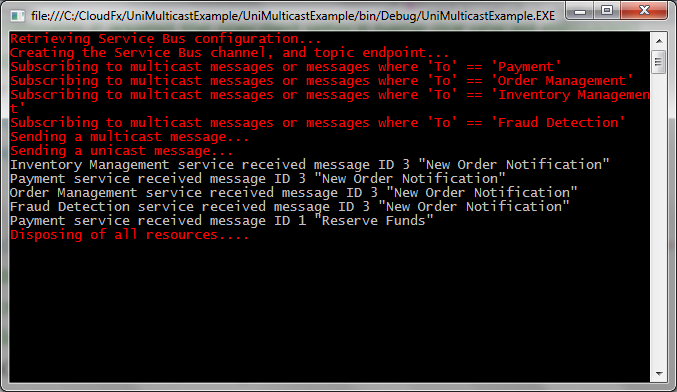 file:///C:/CloudFx/UniMulticastExample/UniMulticastExample/bin/Debug/UniMulticastExample.EXE
Retrieving Service Bus configuration...
Creating the Service Bus channel, and topic endpoint...
Subscribing to multicast messages or messages where 'To' == 'Payment'
Subscribing to multicast messages or messages where 'To' == 'Order Management'
Subscribing to multicast messages or messages where 'To' == 'Inventory Managemen
t'
Subscribing to multicast messages or messages where 'To' == 'Fraud Detection'
Sending a multicast message...
Sending a unicast message...
Inventory Management service received message ID 3 "New Order Notification"
Payment service received message ID 3 "New Order Notification"
Order Management service received message ID 3 "New Order Notification"
Fraud Detection service received message ID 3 "New Order Notification"
Payment service received message ID 1 "Reserve Funds"
Disposing of all resources....